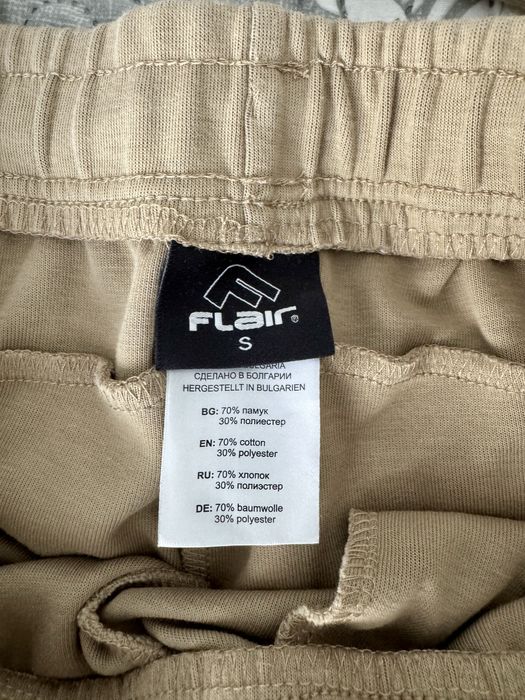 FLair®
S
СДЕЛАНО В БОЛГАРИИ
HERGESTELLT IN BULGARIEN
BG: 70% памук
30% полиестер
EN: 70% cotton
30% polyester
RU: 70% хлопок
30% полиэстер
DE: 70% baumwolle
30% polyester